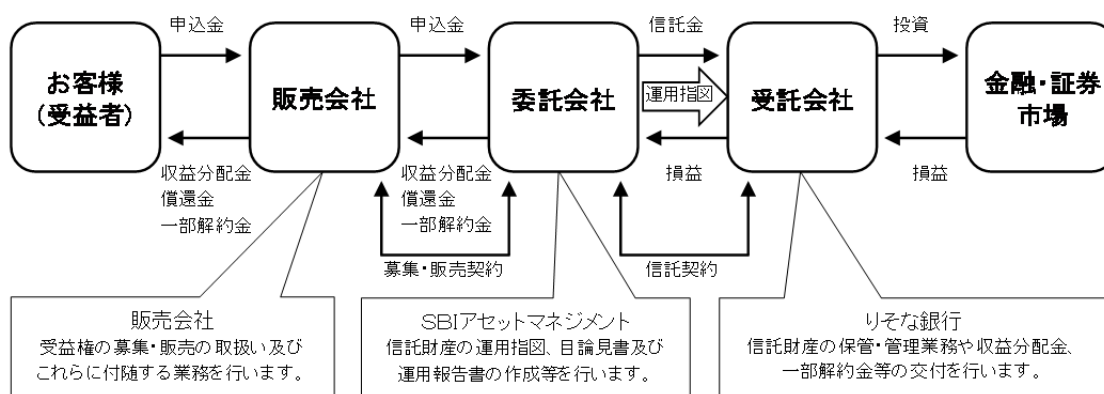 申込金
申込金
信託金
投資
お客様
(受益者)
販売会社
委託会社
運用指図
受託会社
金融・証券
市場
収益分配金
償還金
一部解約金
収益分配金
償還金
一部解約金
損益
損益
募集・販売契約
信託契約
販売会社
受益権の募集・販売の取扱い及び
これらに付随する業務を行います。
SBIアセットマネジメント
信託財産の運用指図、目論見書及び
運用報告書の作成等を行います。
りそな銀行
信託財産の保管・管理業務や収益分配金、
一部解約金等の交付を行います。